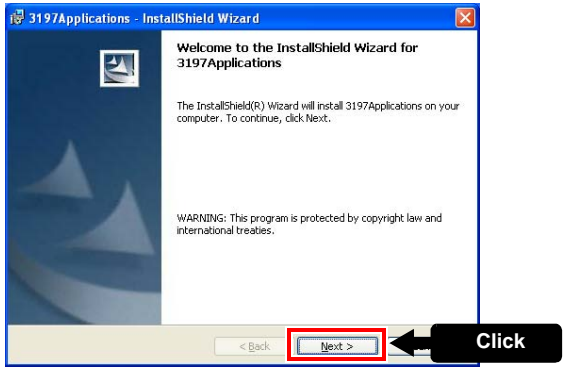 3197Applications - InstallShield Wizard
Welcome to the InstallShield Wizard for
3197Applications
The InstallShield(R) Wizard will install 3197Applications on your
computer. To continue, click Next.
WARNING: This program is protected by copyright law and
international treaties.
< Back
Next >
Click